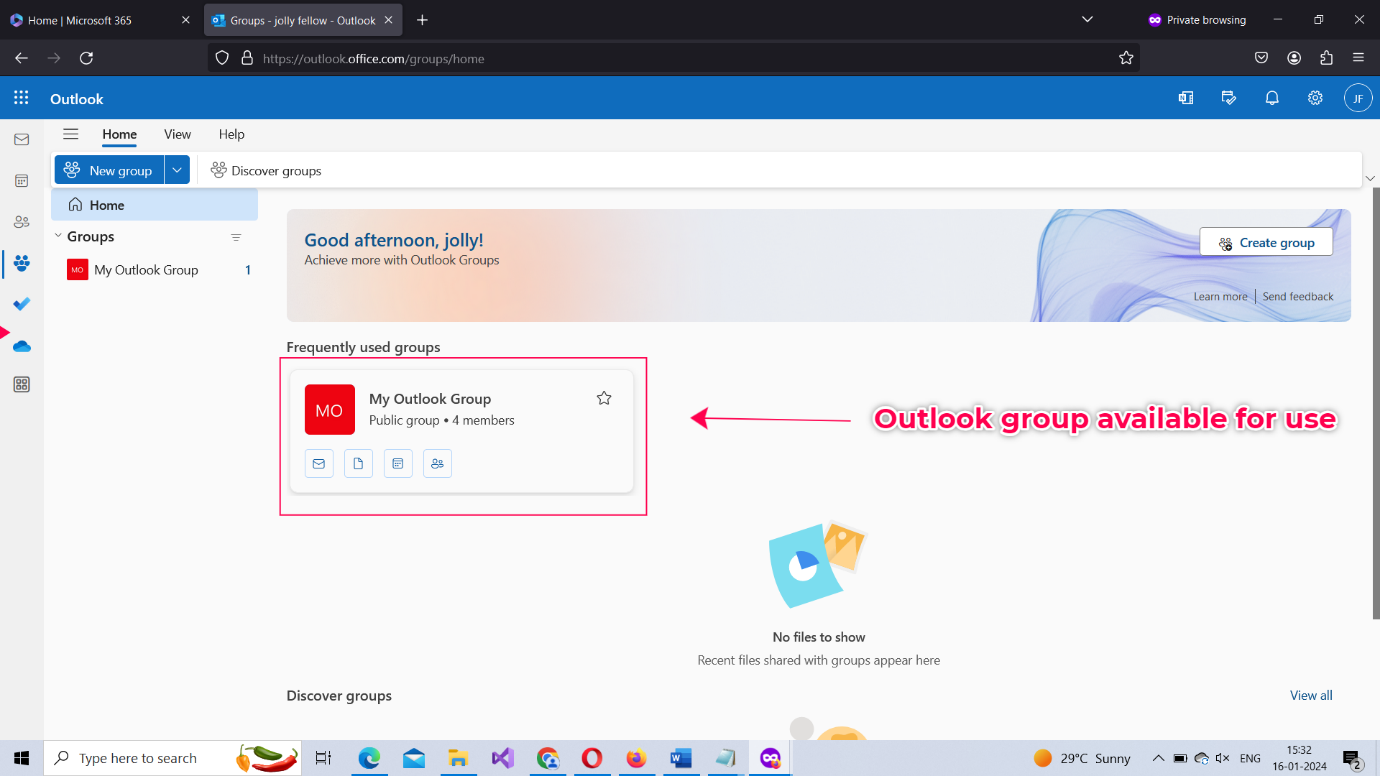 Home | Microsoft 365
Groups - jolly fellow - Outlook
Private browsing
https://outlook.office.com/groups/home
Outlook
JF
Home View Help
New group
Discover groups
Home
Groups
MO My Outlook Group 1
Good afternoon, jolly!
Achieve more with Outlook Groups
Create group
Learn more | Send feedback
Frequently used groups
MO
My Outlook Group
Public group • 4 members
Outlook group available for use
No files to show
Recent files shared with groups appear here
Discover groups
View all
Type here to search
29°C Sunny
ENG
15:32
16-01-2024
2